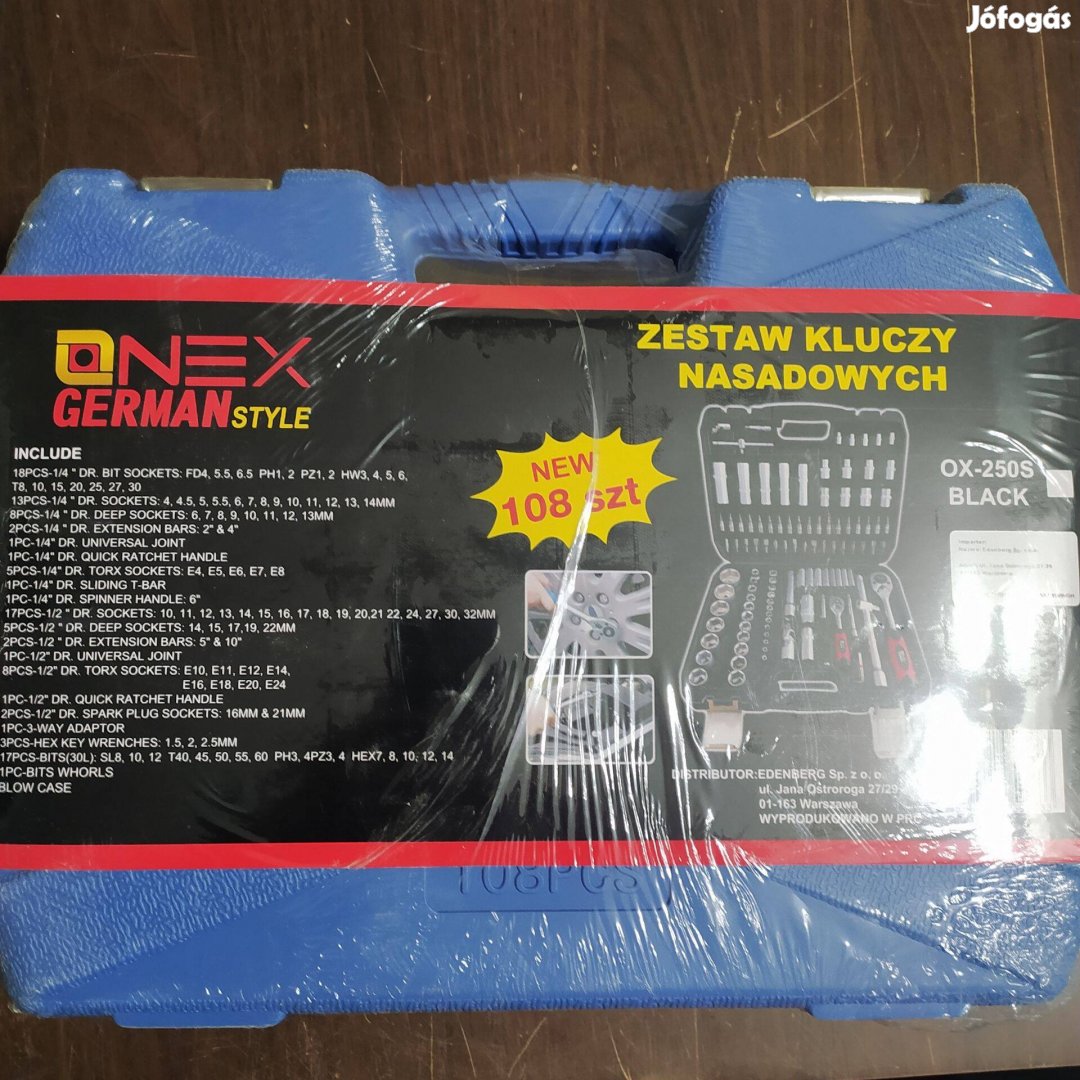 Jófogás
ONEX
GERMAN STYLE
ZESTAW KLUCZY
NASADOWYCH
INCLUDE
18PCS-1/4 " DR. BIT SOCKETS: FD4, 5.5, 6.5 PH1, 2 PZ1, 2 HW3, 4, 5, 6,
T8, 10, 15, 20, 25, 27, 30
13PCS-1/4 " DR. SOCKETS: 4, 4.5, 5, 5.5, 6, 7, 8, 9, 10, 11, 12, 13, 14MM
8PCS-1/4 " DR. DEEP SOCKETS: 6, 7, 8, 9, 10, 11, 12, 13MM
2PCS-1/4 " DR. EXTENSION BARS: 2" & 4"
1PC-1/4" DR. UNIVERSAL JOINT
1PC-1/4" DR. QUICK RATCHET HANDLE
5PCS-1/4" DR. TORX SOCKETS: E4, E5, E6, E7, E8
1PC-1/4" DR. SLIDING T-BAR
1PC-1/4" DR. SPINNER HANDLE: 6"
17PCS-1/2 " DR. SOCKETS: 10, 11, 12, 13, 14, 15, 16, 17, 18, 19, 20,21 22, 24, 27, 30, 32MM
5PCS-1/2 " DR. DEEP SOCKETS: 14, 15, 17,19, 22MM
2PCS-1/2 " DR. EXTENSION BARS: 5" & 10"
1PC-1/2" DR. UNIVERSAL JOINT
8PCS-1/2" DR. TORX SOCKETS: E10, E11, E12, E14,
E16, E18, E20, E24
1PC-1/2" DR. QUICK RATCHET HANDLE
2PCS-1/2" DR. SPARK PLUG SOCKETS: 16MM & 21MM
1PC-3-WAY ADAPTOR
3PCS-HEX KEY WRENCHES: 1.5, 2, 2.5MM
17PCS-BITS(30L): SL8, 10, 12 T40, 45, 50, 55, 60 PH3, 4PZ3, 4 HEX7, 8, 10, 12, 14
1PC-BITS WHORLS
BLOW CASE
NEW
108 szt
OX-250S
BLACK
DISTRIBUTOR:EDENBERG Sp. z o. o.
ul. Jana Ostroroga 27/29
01-163 Warszawa
WYPRODUKOWANO W PRC
108PCS